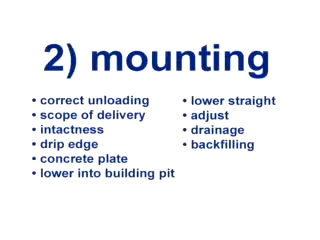 2) mounting
• correct unloading
• scope of delivery
• intactness
• drip edge
• concrete plate
• lower into building pit
• lower straight
• adjust
• drainage
• backfilling